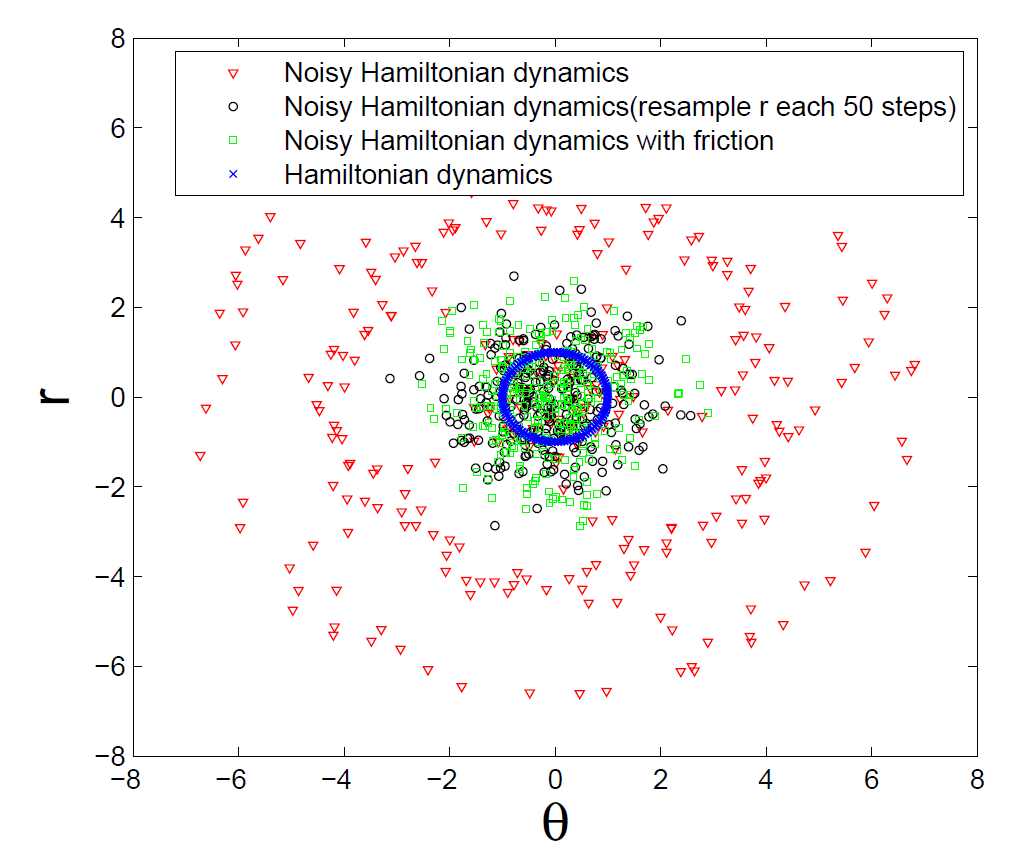 8
6
4
2
0
−2
−4
−6
−8
r
Noisy Hamiltonian dynamics
Noisy Hamiltonian dynamics(resample r each 50 steps)
Noisy Hamiltonian dynamics with friction
Hamiltonian dynamics
−8 −6 −4 −2 0 2 4 6 8
θ